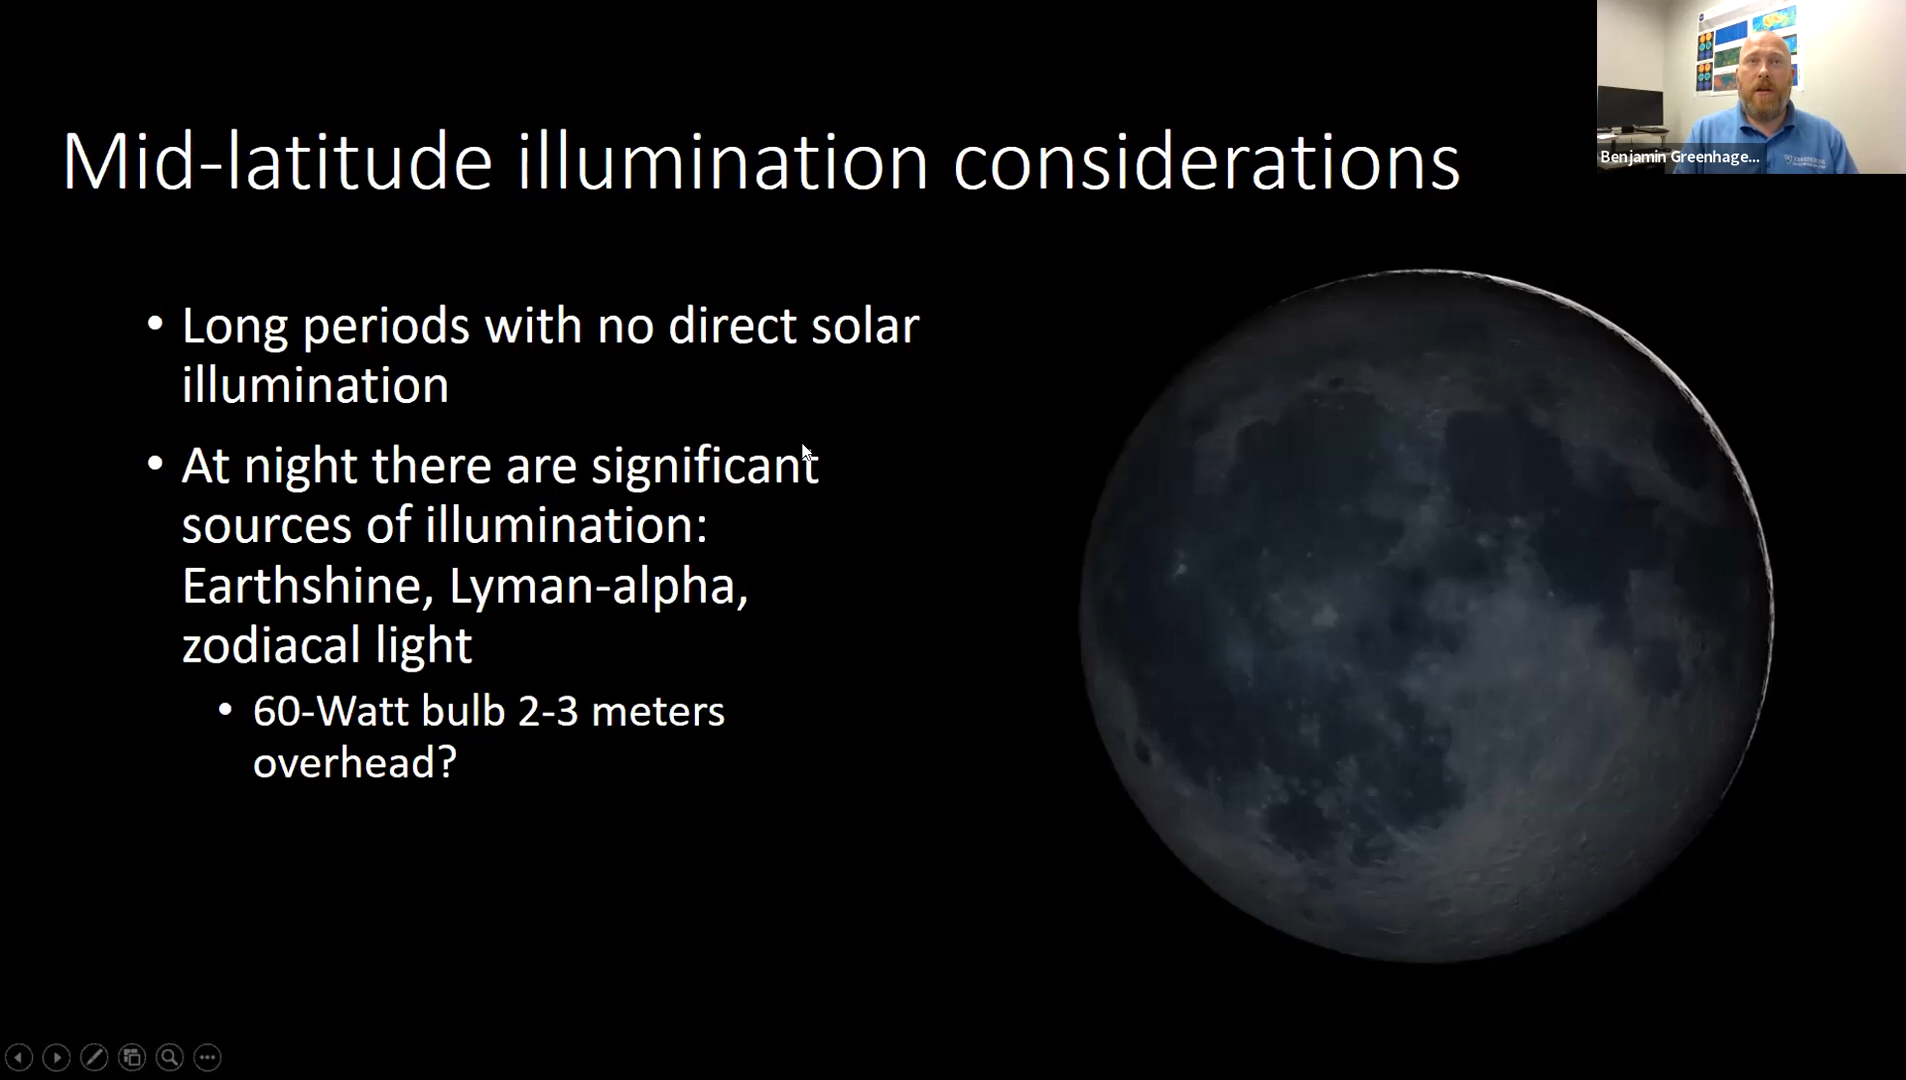 Mid-latitude illumination considerations
Benjamin Greenhage...
• Long periods with no direct solar
illumination
• At night there are significant
sources of illumination:
Earthshine, Lyman-alpha,
zodiacal light
• 60-Watt bulb 2-3 meters
overhead?